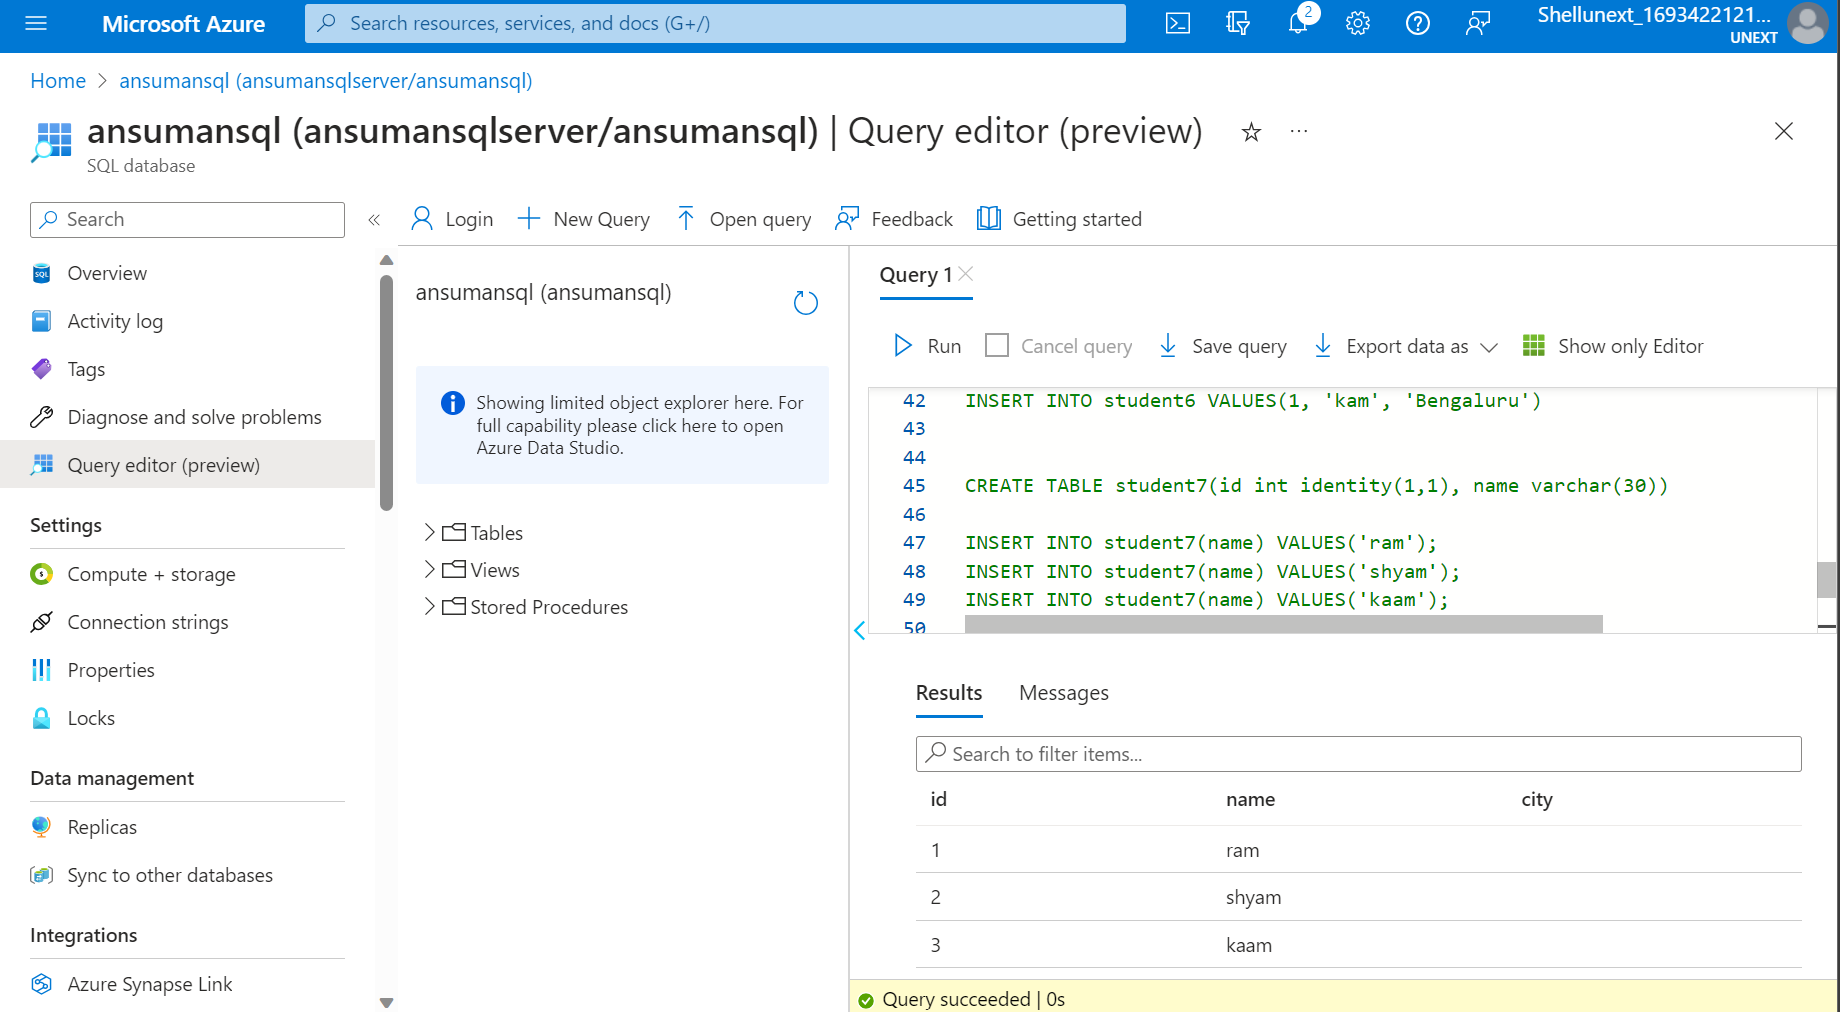 Microsoft Azure
Search resources, services, and docs (G+/)
2
Shellunext_1693422121...
UNEXT
Home > ansumansql (ansumansqlserver/ansumansql)
ansumansql (ansumansqlserver/ansumansql) | Query editor (preview)
...
SQL database
Search
«
Login
New Query
Open query
Feedback
Getting started
SQL
Overview
Activity log
Tags
Diagnose and solve problems
Query editor (preview)
Settings
Compute + storage
Connection strings
Properties
Locks
Data management
Replicas
Sync to other databases
Integrations
Azure Synapse Link
ansumansql (ansumansql)
Showing limited object explorer here. For
full capability please click here to open
Azure Data Studio.
Tables
Views
Stored Procedures
Query 1
Run
Cancel query
Save query
Export data as
Show only Editor
42 INSERT INTO student6 VALUES(1, 'kam', 'Bengaluru')
43
44
45 CREATE TABLE student7(id int identity(1,1), name varchar(30))
46
47 INSERT INTO student7(name) VALUES('ram');
48 INSERT INTO student7(name) VALUES('shyam');
49 INSERT INTO student7(name) VALUES('kaam');
50
Results Messages
Search to filter items...
id name city
1 ram
2 shyam
3 kaam
Query succeeded | 0s